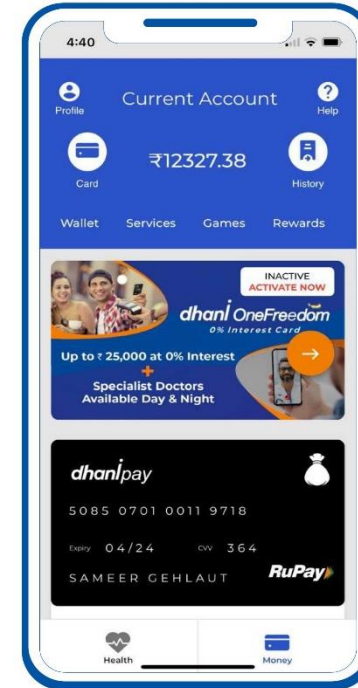 4:40
Profile
Current Account
Help
Card
₹12327.38
History
Wallet Services Games Rewards
INACTIVE
ACTIVATE NOW
dhani OneFreedom
0% Interest Card
Up to ₹ 25,000 at 0% Interest
+
Specialist Doctors
Available Day & Night
dhanipay
5085 0701 0011 9718
Expiry 04/24 CVV 364
SAMEER GEHLAUT
RuPay
Health Money